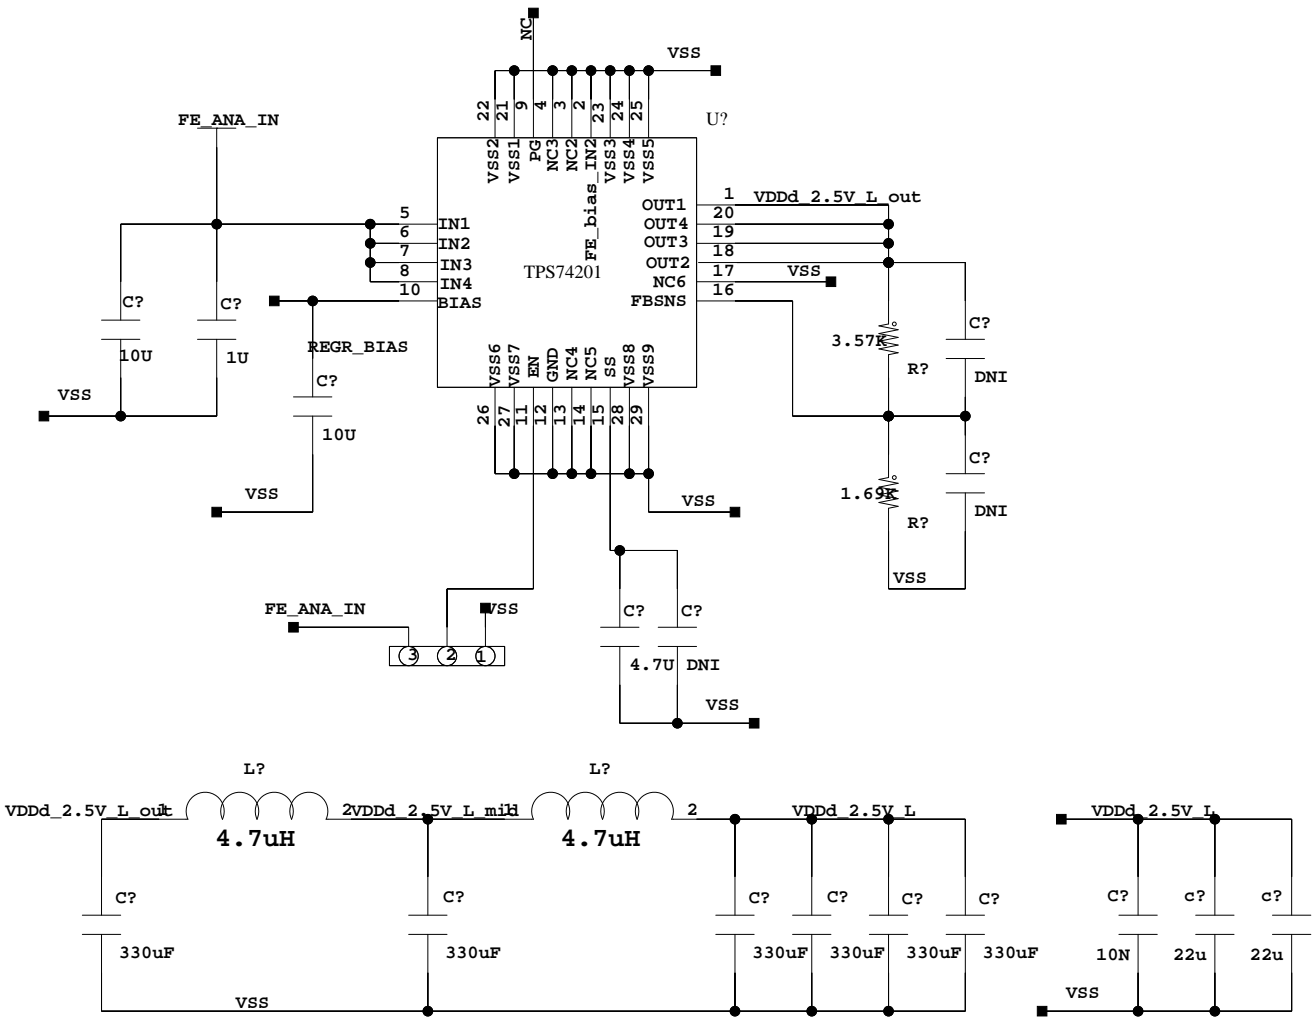 NC
VSS
22 21 9 4 3 2 23 24 25
U?
FE_ANA_IN
VSS2 VSS1 PG NC3 NC2 FE_bias_IN2 VSS3 VSS4 VSS5
1 VDDd_2.5V_L_out
OUT1
20
OUT4
19
OUT3
18
OUT2
17 VSS
NC6
16
FBSNS
5
IN1
6
IN2
7
IN3
8
IN4
10
BIAS
TPS74201
C? C?
10U 1U
REGR_BIAS
C?
10U
VSS
VSS
3.57K
R?
C?
DNI
VSS6 VSS7 EN GND NC4 NC5 SS VSS8 VSS9
26 27 11 12 13 14 15 28 29
C?
1.69K
R?
DNI
VSS
VSS
FE_ANA_IN
VSS
3 2 1
C? C?
4.7U DNI
VSS
L? L?
VDDd_2.5V_L_out 1 2 VDDd_2.5V_L_mid 1 2 VDDd_2.5V_L VDDd_2.5V_L
4.7uH 4.7uH
C? C? C? C? C? C? C? c? c?
330uF 330uF 330uF 330uF 330uF 330uF 10N 22u 22u
VSS VSS